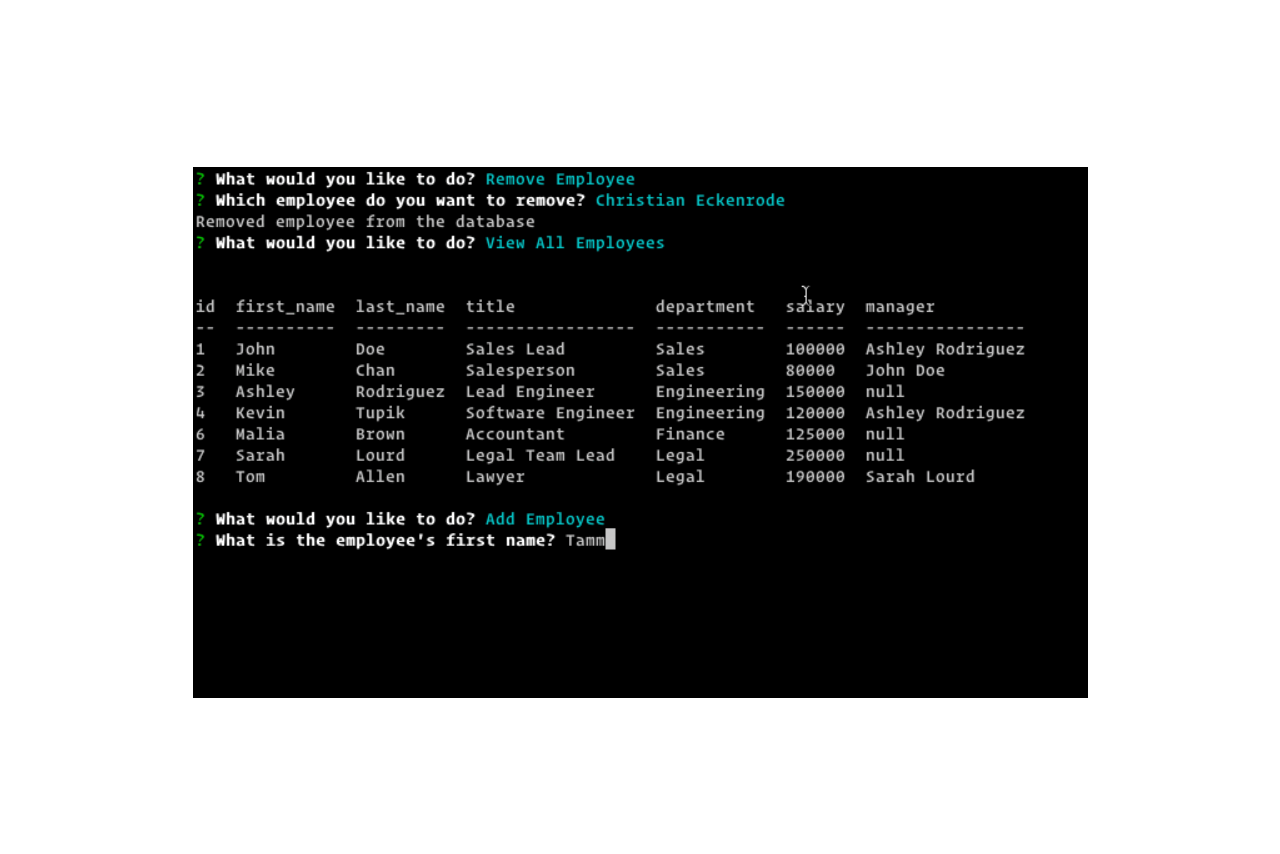 ? What would you like to do? Remove Employee
? Which employee do you want to remove? Christian Eckenrode
Removed employee from the database
? What would you like to do? View All Employees
id  first_name  last_name  title              department   salary  manager
--  ----------  ---------  -----------------  -----------  ------  ----------------
1   John        Doe        Sales Lead         Sales        100000  Ashley Rodriguez
2   Mike        Chan       Salesperson        Sales        80000   John Doe
3   Ashley      Rodriguez  Lead Engineer      Engineering  150000  null
4   Kevin       Tupik      Software Engineer  Engineering  120000  Ashley Rodriguez
6   Malia       Brown      Accountant         Finance      125000  null
7   Sarah       Lourd      Legal Team Lead    Legal        250000  null
8   Tom         Allen      Lawyer             Legal        190000  Sarah Lourd
? What would you like to do? Add Employee
? What is the employee's first name? Tamm